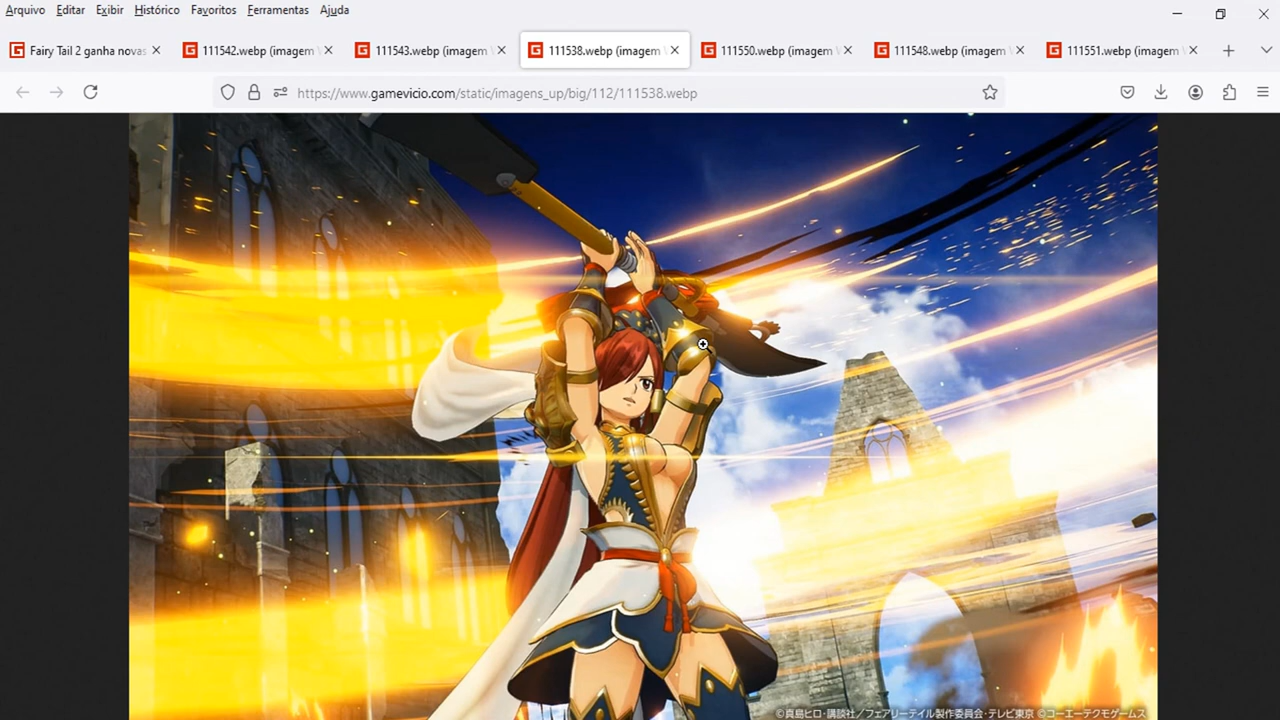 Arquivo Editar Exibir Histórico Favoritos Ferramentas Ajuda
Fairy Tail 2 ganha novas 111542.webp (imagem 111543.webp (imagem 111538.webp (imagem 111550.webp (imagem 111548.webp (imagem 111551.webp (imagem
https://www.gamevicio.com/static/imagens_up/big/112/111538.webp
©真島ヒロ・講談社／フェアリーテイル製作委員会・テレビ東京 ©コーエーテクモゲームス